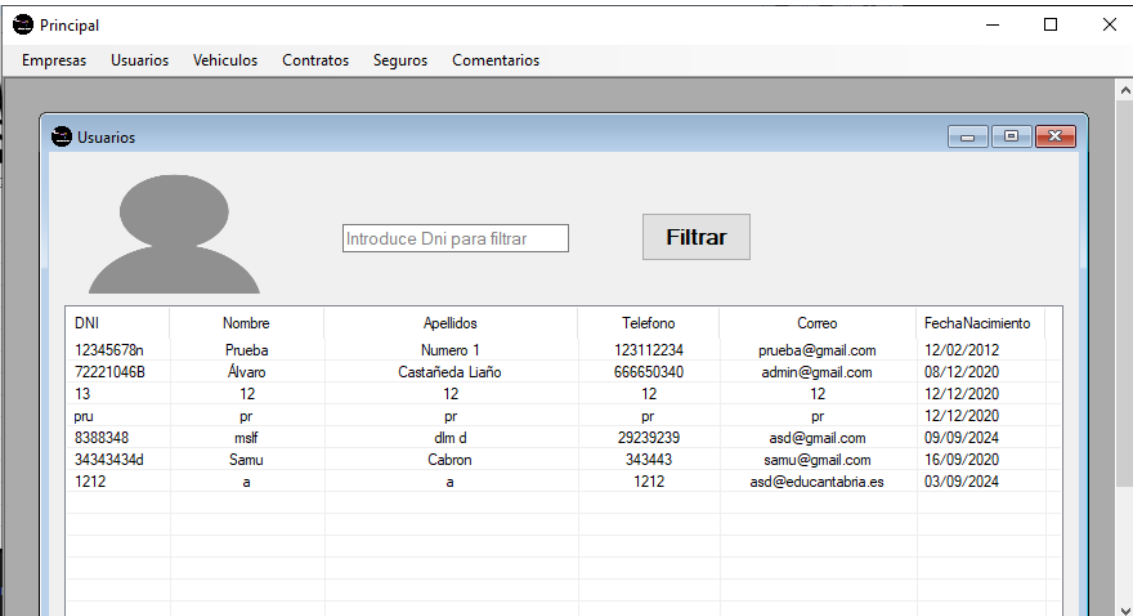 Principal
Empresas Usuarios Vehiculos Contratos Seguros Comentarios
Usuarios
Introduce Dni para filtrar Filtrar
DNI Nombre Apellidos Telefono Correo FechaNacimiento
12345678n Prueba Numero 1 123112234 prueba@gmail.com 12/02/2012
72221046B Álvaro Castañeda Liaño 666650340 admin@gmail.com 08/12/2020
13 12 12 12 12 12/12/2020
pru pr pr pr pr 12/12/2020
8388348 mslf dlm d 29239239 asd@gmail.com 09/09/2024
34343434d Samu Cabron 343443 samu@gmail.com 16/09/2020
1212 a a 1212 asd@educantabria.es 03/09/2024